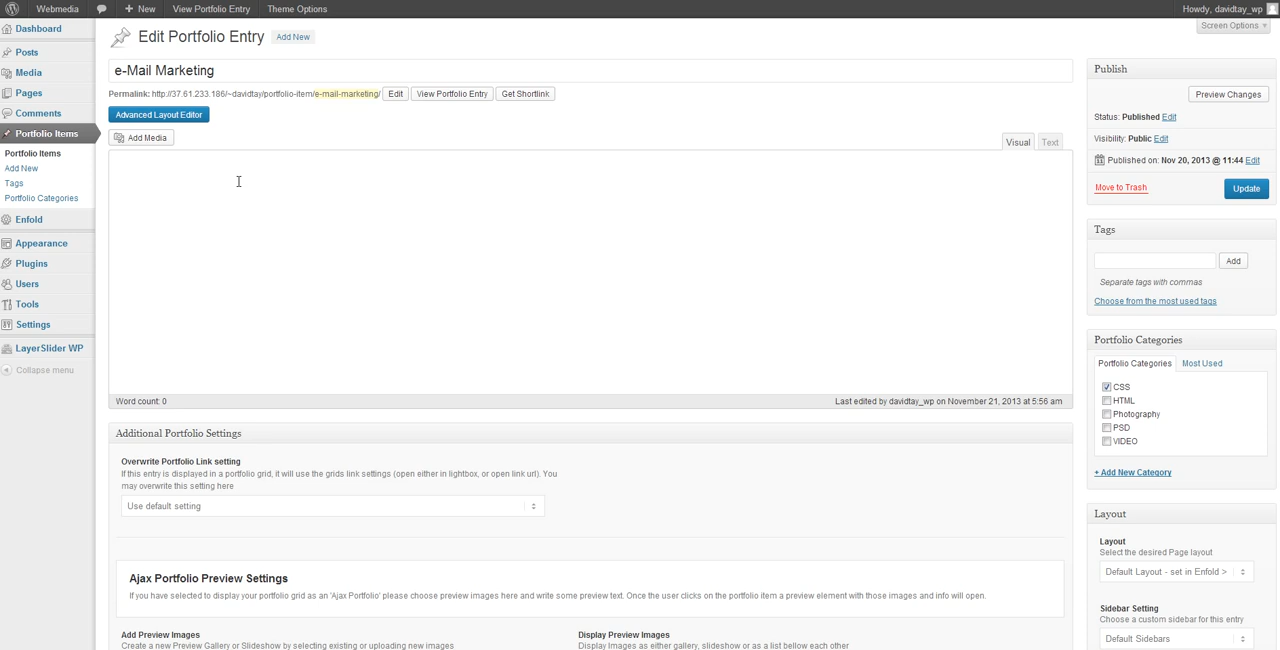 Webmedia + New View Portfolio Entry Theme Options Howdy, davidtay_wp
Screen Options
Dashboard
Posts
Media
Pages
Comments
Portfolio Items
Portfolio Items
Add New
Tags
Portfolio Categories
Enfold
Appearance
Plugins
Users
Tools
Settings
LayerSlider WP
Collapse menu
Edit Portfolio Entry Add New
e-Mail Marketing
Permalink: http://37.61.233.186/~davidtay/portfolio-item/e-mail-marketing/ Edit View Portfolio Entry Get Shortlink
Advanced Layout Editor
Add Media
Visual Text
Word count: 0 Last edited by davidtay_wp on November 21, 2013 at 5:56 am
Additional Portfolio Settings
Overwrite Portfolio Link setting
If this entry is displayed in a portfolio grid, it will use the grids link settings (open either in lightbox, or open link url). You
may overwrite this setting here
Use default setting
Ajax Portfolio Preview Settings
If you have selected to display your portfolio grid as an 'Ajax Portfolio' please choose preview images here and write some preview text. Once the user clicks on the portfolio item a preview element with those images and info will open.
Add Preview Images Display Preview Images
Create a new Preview Gallery or Slideshow by selecting existing or uploading new images Display Images as either gallery, slideshow or as a list bellow each other
Publish
Preview Changes
Status: Published Edit
Visibility: Public Edit
Published on: Nov 20, 2013 @ 11:44 Edit
Move to Trash Update
Tags
Add
Separate tags with commas
Choose from the most used tags
Portfolio Categories
Portfolio Categories Most Used
CSS
HTML
Photography
PSD
VIDEO
+ Add New Category
Layout
Layout
Select the desired Page layout
Default Layout - set in Enfold >
Sidebar Setting
Choose a custom sidebar for this entry
Default Sidebars